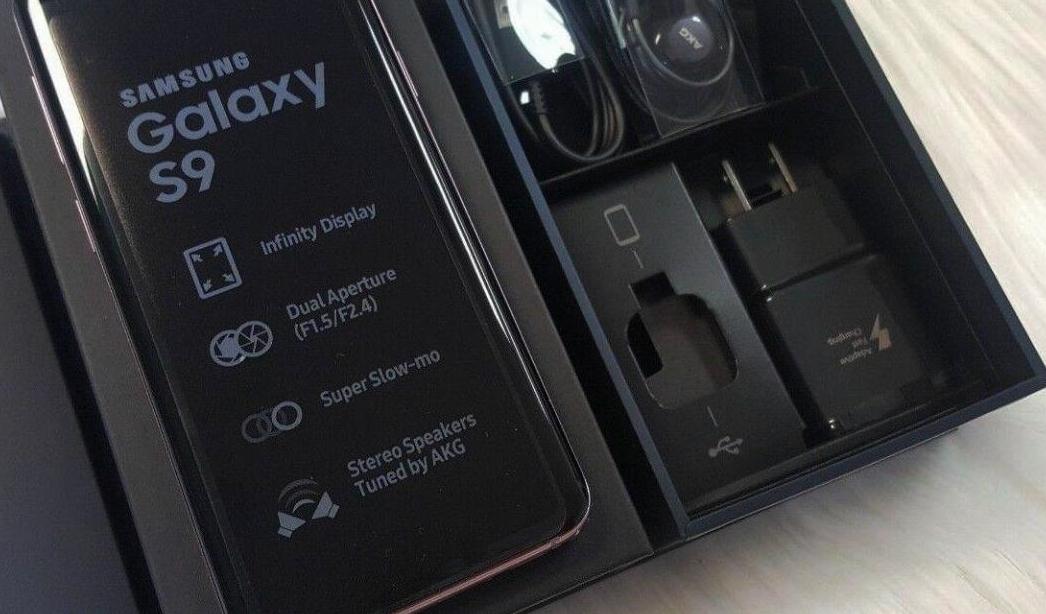 SAMSUNG
Galaxy
S9
Infinity Display
Dual Aperture
(F1.5/F2.4)
Super Slow-mo
Stereo Speakers
Tuned by AKG
AKG
Adaptive
Fast
Charging